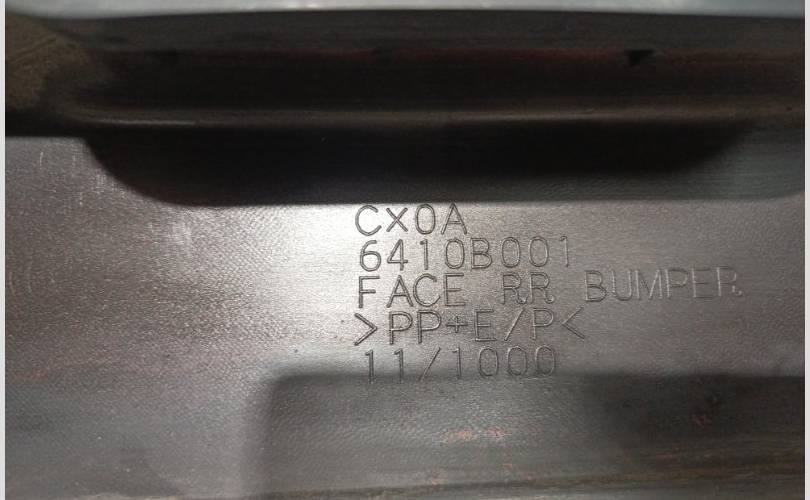 Cx0A
6410B001
FACE RR BUMPER
>PP+E/P<
11/1000